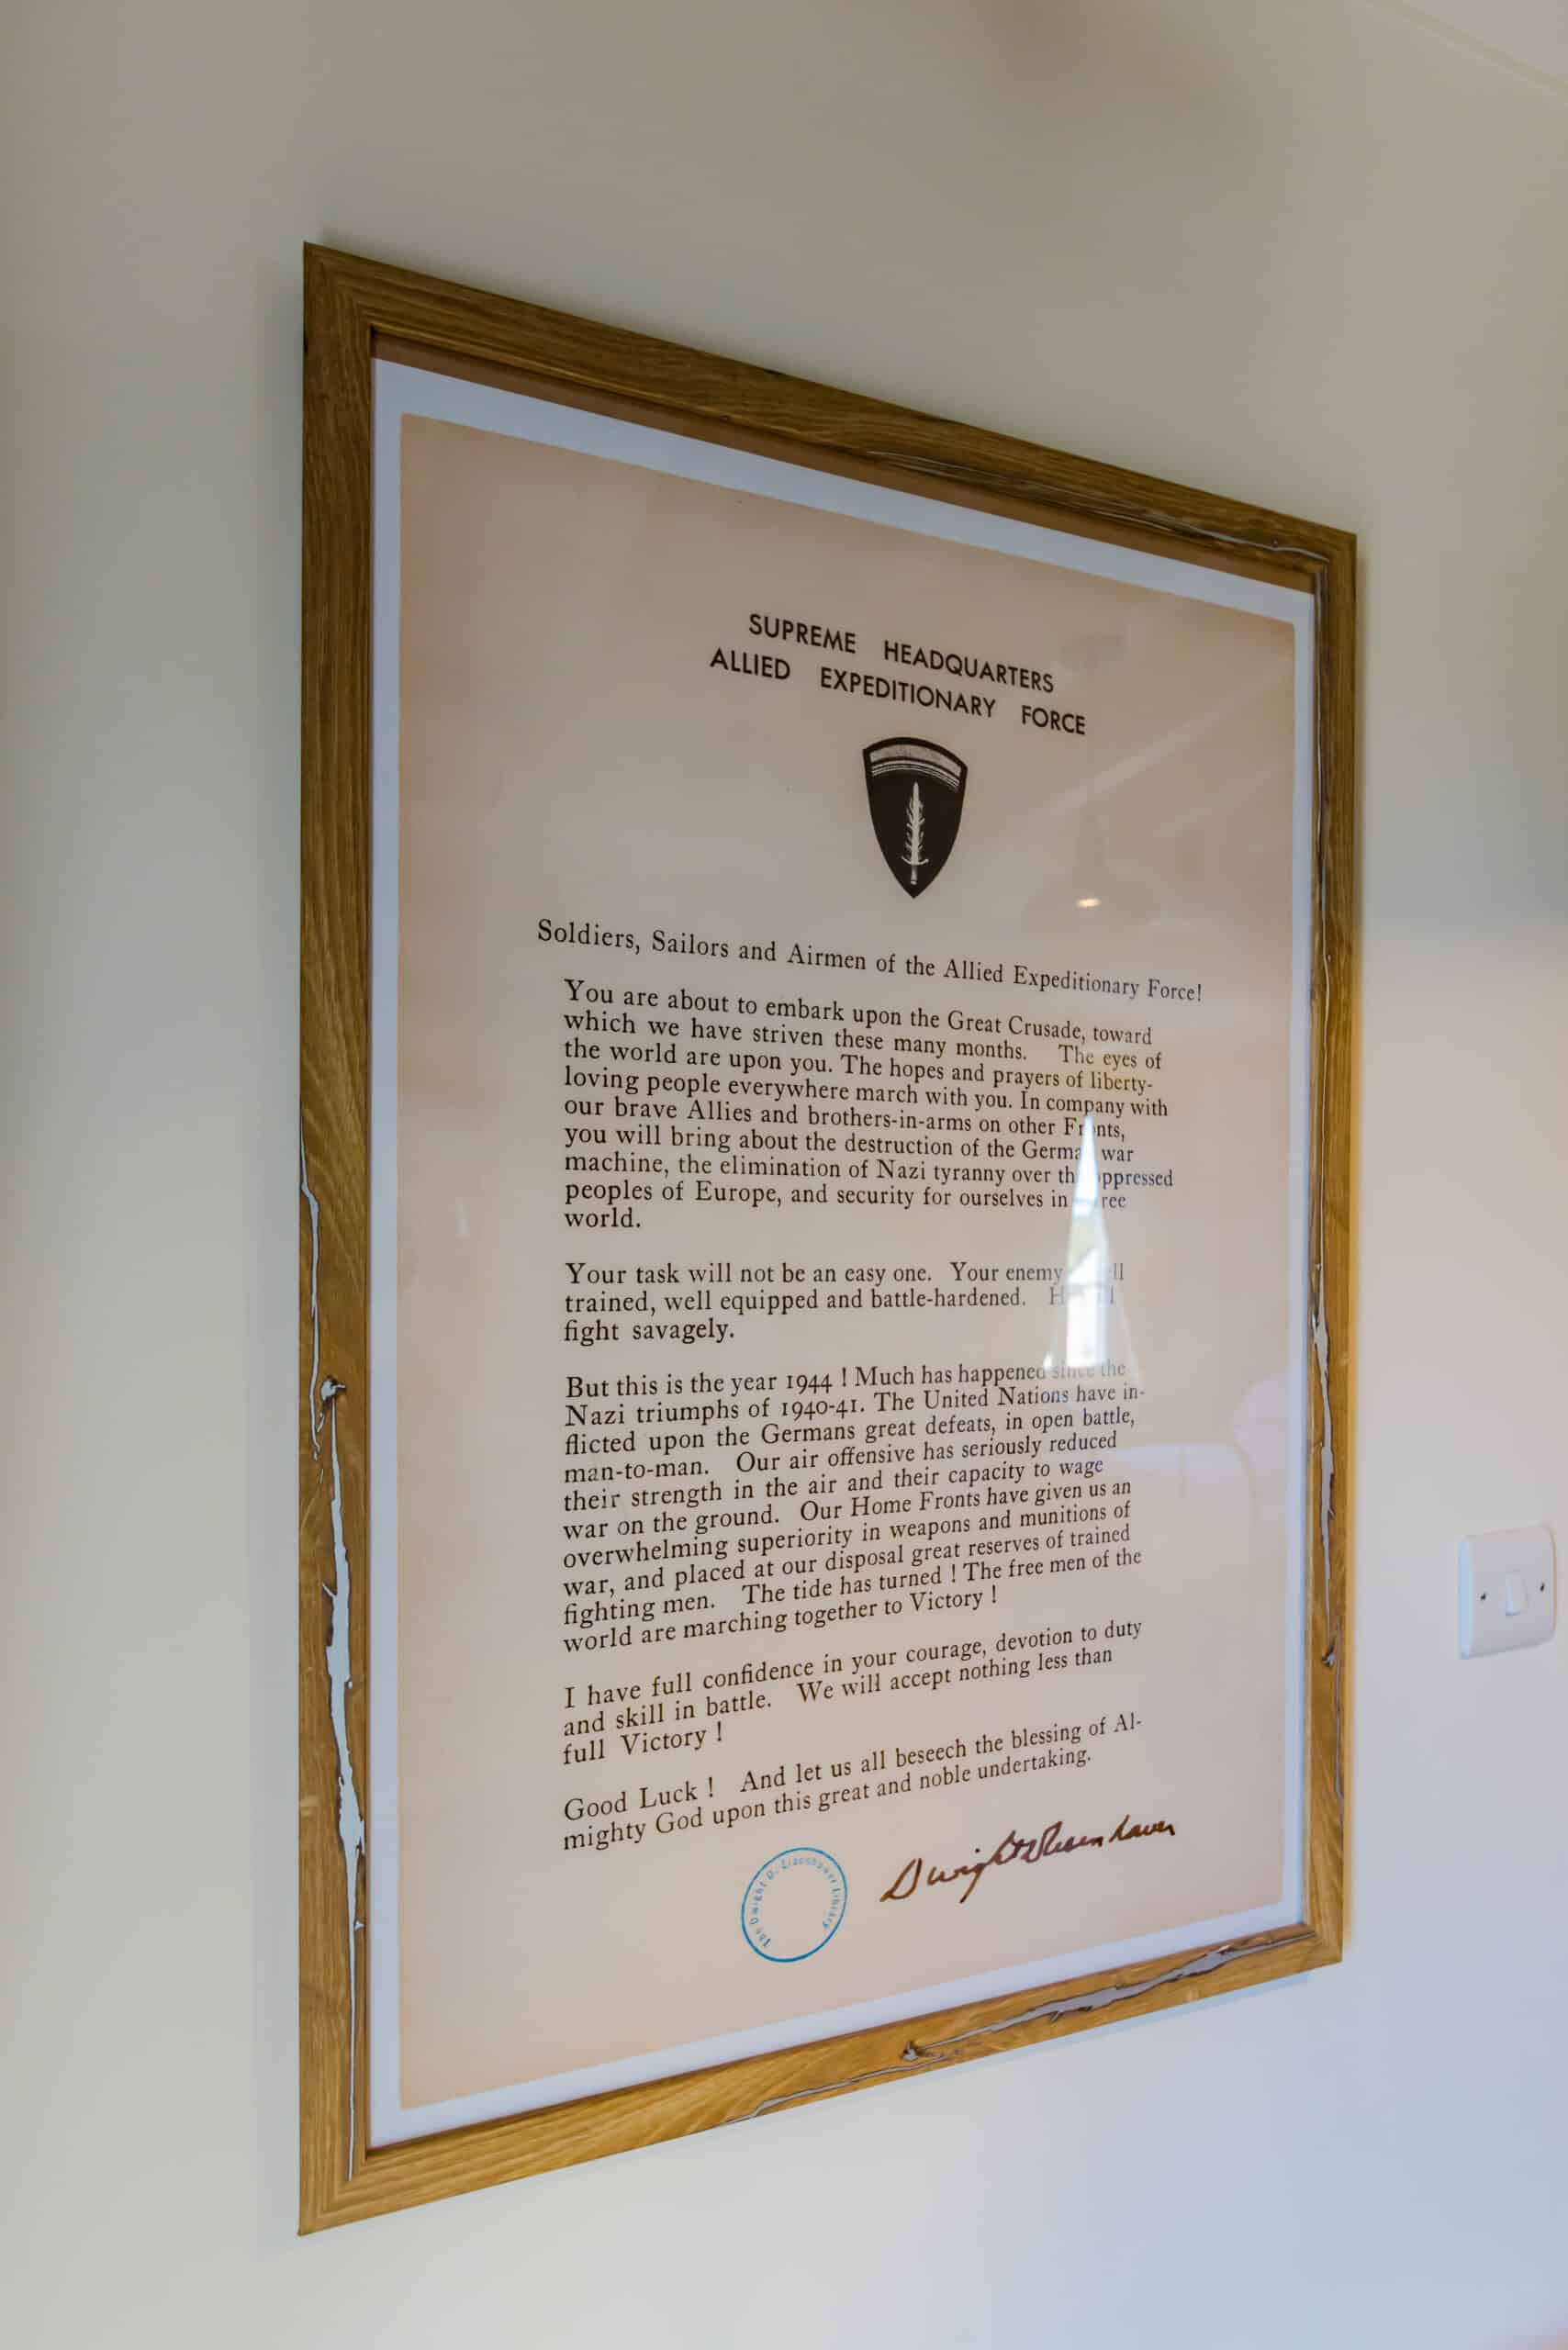 SUPREME HEADQUARTERS
ALLIED EXPEDITIONARY FORCE
Soldiers, Sailors and Airmen of the Allied Expeditionary Force!
You are about to embark upon the Great Crusade, toward
which we have striven these many months. The eyes of
the world are upon you. The hopes and prayers of liberty-
loving people everywhere march with you. In company with
our brave Allies and brothers-in-arms on other Fronts,
you will bring about the destruction of the German war
machine, the elimination of Nazi tyranny over the oppressed
peoples of Europe, and security for ourselves in
world.
Your task will not be an easy one. Your enemy
trained, well equipped and battle-hardened.
fight savagely.
But this is the year 1944 ! Much has happened since the
Nazi triumphs of 1940-41. The United Nations have in-
flicted upon the Germans great defeats, in open battle,
man-to-man. Our air offensive has seriously reduced
their strength in the air and their capacity to wage
war on the ground. Our Home Fronts have given us an
overwhelming superiority in weapons and munitions of
war, and placed at our disposal great reserves of trained
fighting men. The tide has turned ! The free men of the
world are marching together to Victory !
I have full confidence in your courage, devotion to duty
and skill in battle. We will accept nothing less than
full Victory !
Good Luck ! And let us all beseech the blessing of Al-
mighty God upon this great and noble undertaking.
Dwight D Eisenhower
The Dwight D. Eisenhower Library